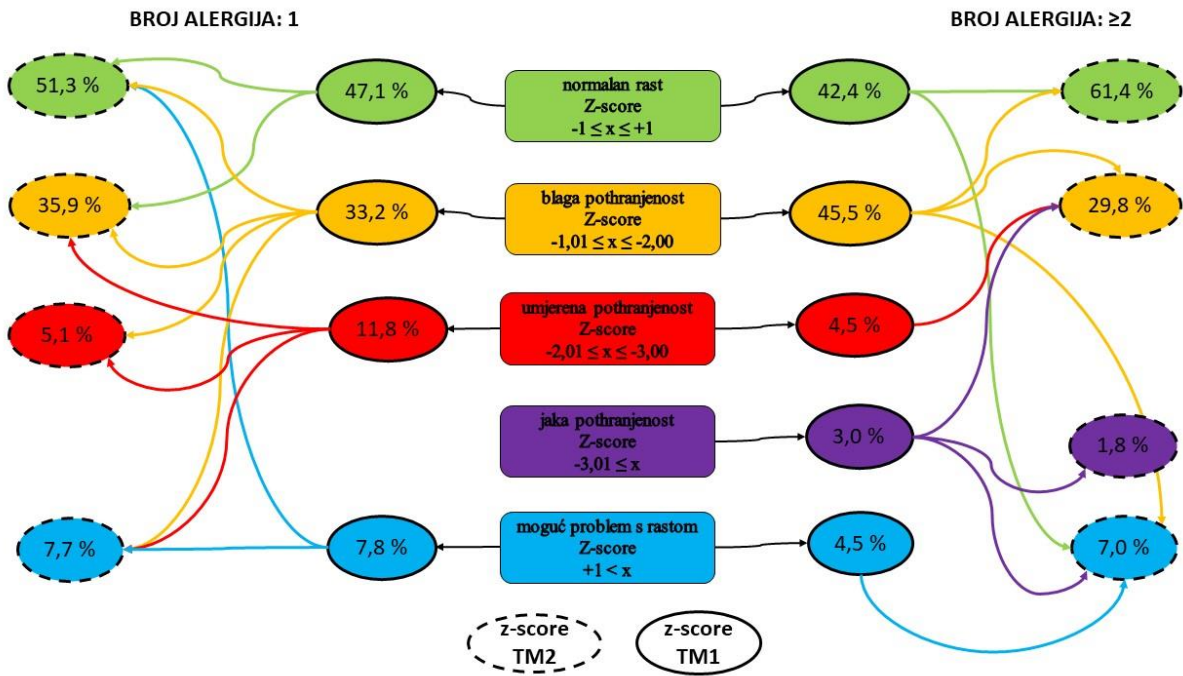 BROJ ALERGIJA: 1
BROJ ALERGIJA: ≥2
51,3 %
47,1 %
normalan rast
Z-score
-1 ≤ x ≤ +1
42,4 %
61,4 %
35,9 %
33,2 %
blaga pothranjenost
Z-score
-1,01 ≤ x ≤ -2,00
45,5 %
29,8 %
5,1 %
11,8 %
umjerena pothranjenost
Z-score
-2,01 ≤ x ≤ -3,00
4,5 %
jaka pothranjenost
Z-score
-3,01 ≤ x
3,0 %
1,8 %
7,7 %
7,8 %
moguć problem s rastom
Z-score
+1 < x
4,5 %
7,0 %
z-score
TM2
z-score
TM1